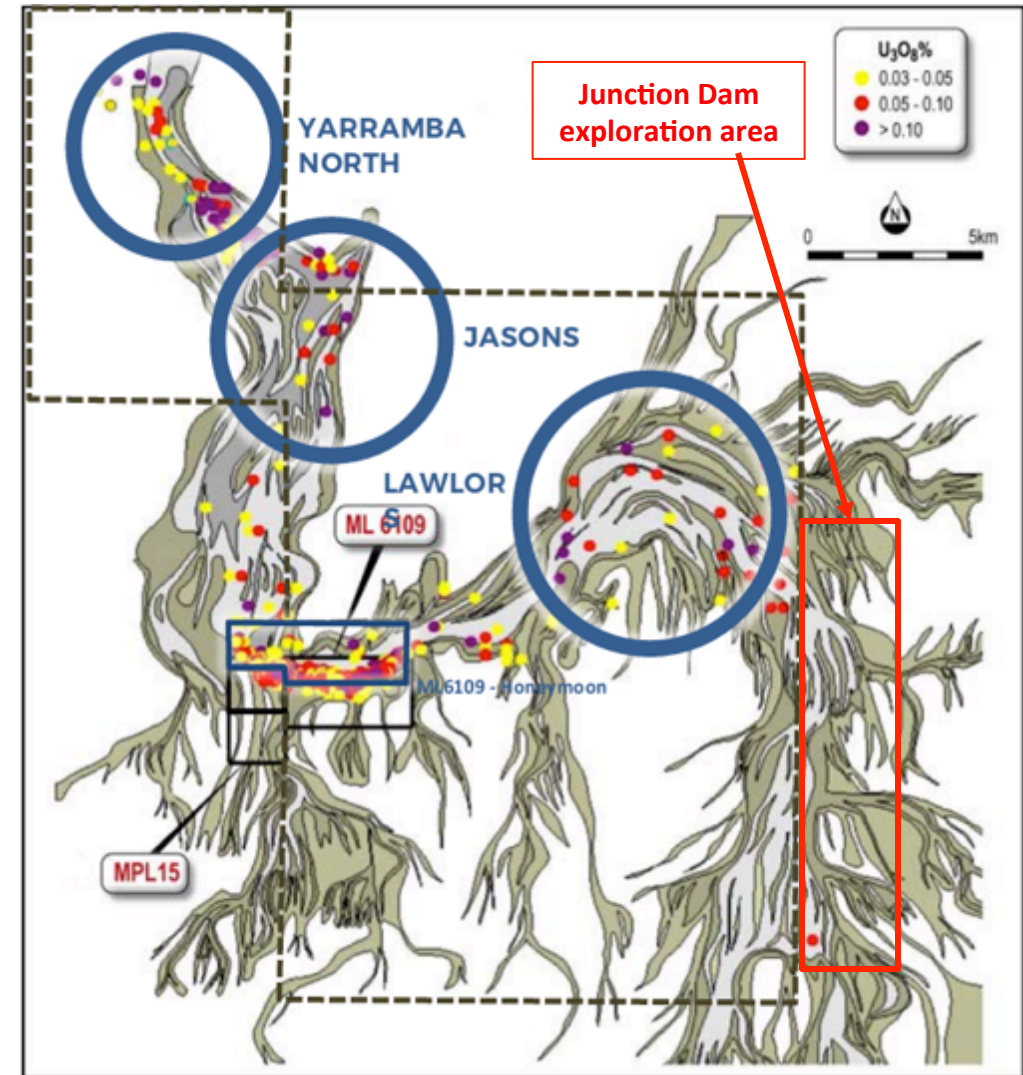 U₃O₈%
0.03 - 0.05
0.05 - 0.10
> 0.10
Junction Dam
exploration area
YARRAMBA
NORTH
N
0
5km
JASONS
LAWLOR
S
ML 6109
ML6109 - Honeymoon
MPL15